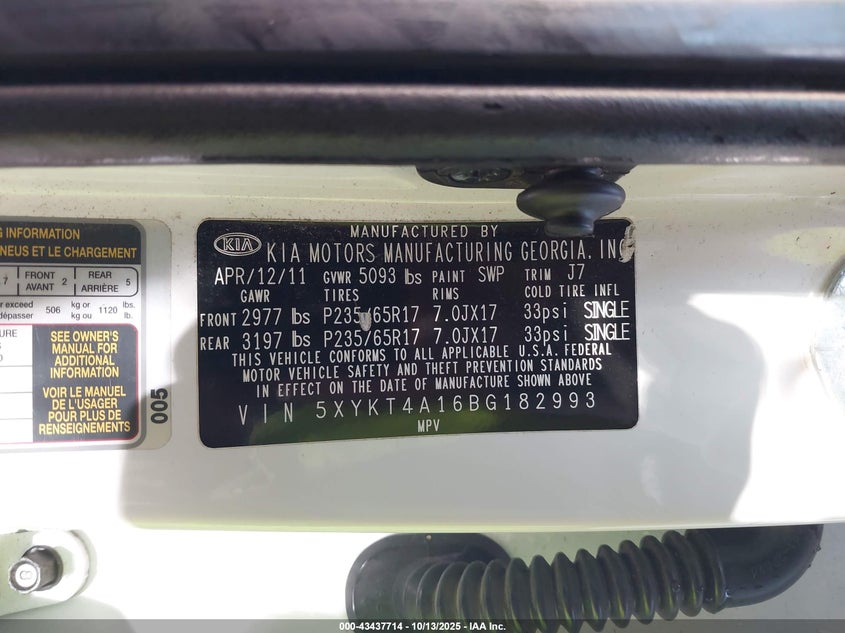 G INFORMATION
NEUS ET LE CHARGEMENT
7 FRONT AVANT 2 REAR ARRIÈRE 5
exceed
dépasser 506 kg or kg ou 1120 lbs. lb.
SEE OWNER'S
MANUAL FOR
ADDITIONAL
INFORMATION
VOIR LE MANUEL
DE L'USAGER
POUR PLUS DE
RENSEIGNEMENTS
005
MANUFACTURED BY
KIA KIA MOTORS MANUFACTURING GEORGIA, INC
APR/12/11 GVWR 5093 lbs PAINT SWP TRIM J7
GAWR TIRES RIMS COLD TIRE INFL
FRONT 2977 lbs P235/65R17 7.0JX17 33psi SINGLE
REAR 3197 lbs P235/65R17 7.0JX17 33psi SINGLE
THIS VEHICLE CONFORMS TO ALL APPLICABLE U.S.A. FEDERAL
MOTOR VEHICLE SAFETY AND THEFT PREVENTION STANDARDS
IN EFFECT ON THE DATE OF MANUFACTURE SHOWN ABOVE
VIN 5XYKT4A16BG182993
MPV
000-43437714 - 10/13/2025 - IAA Inc.